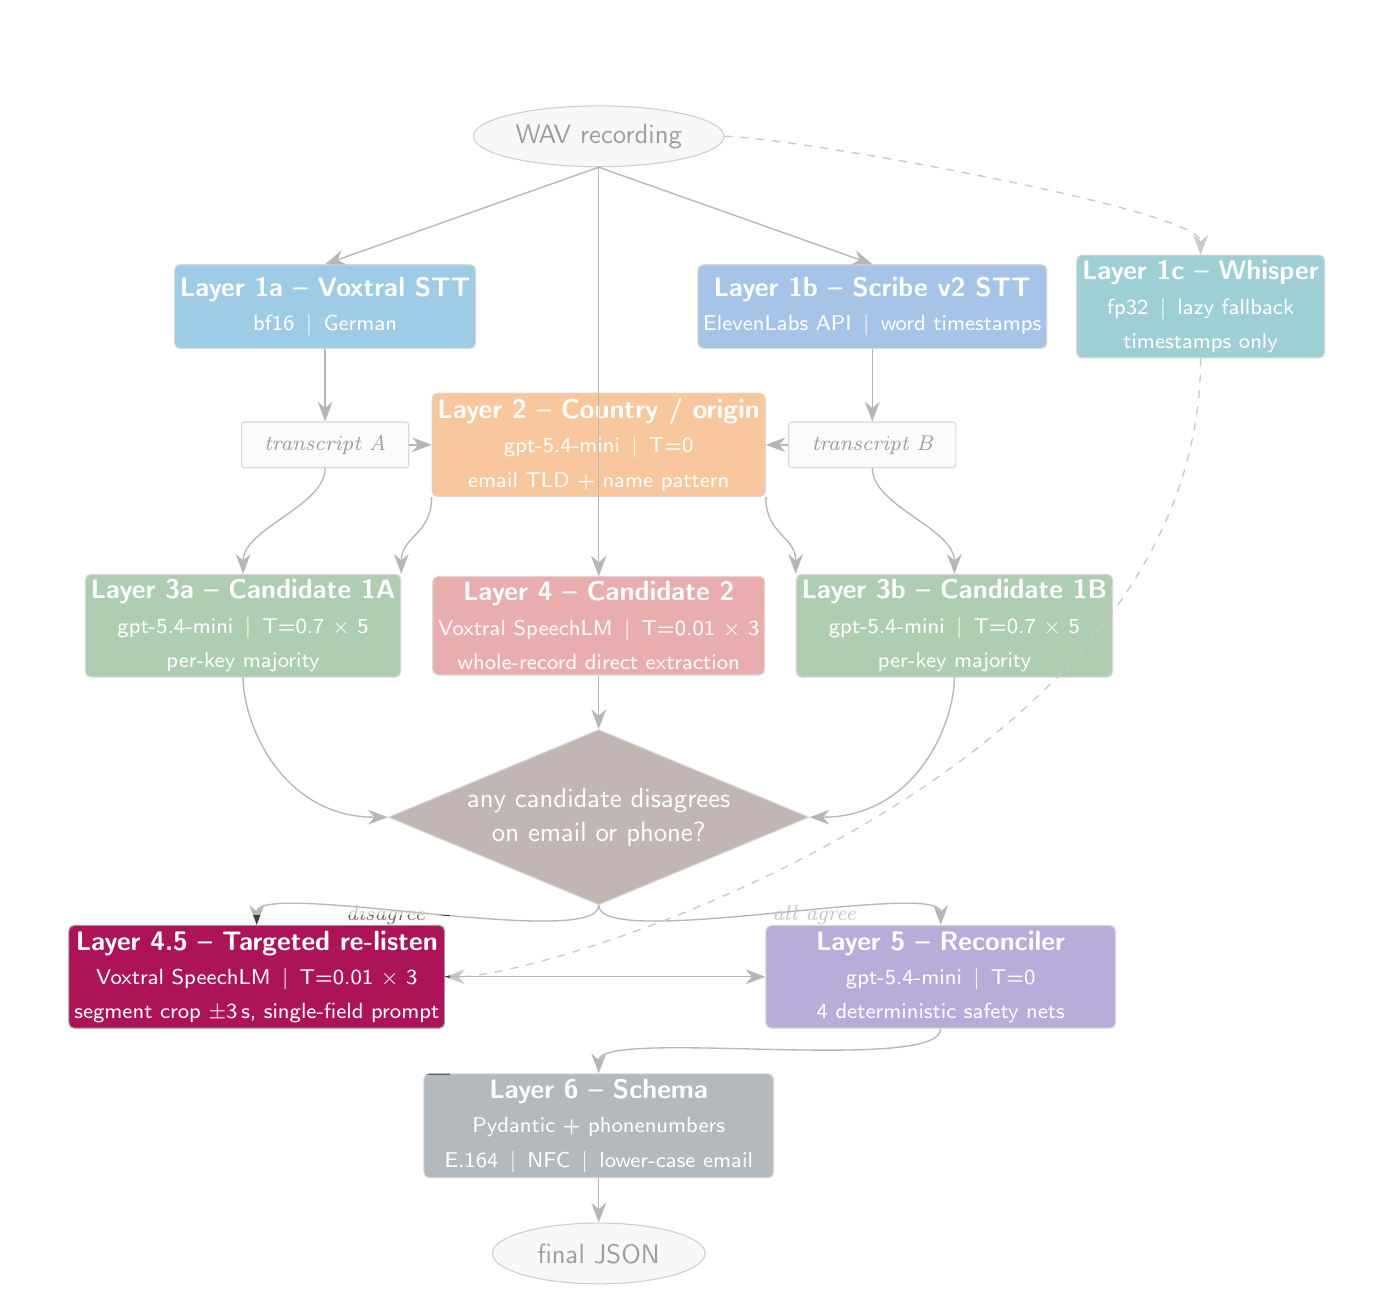 WAV recording
Layer 1a – Voxtral STT
bf16 | German
Layer 1b – Scribe v2 STT
ElevenLabs API | word timestamps
Layer 1c – Whisper
fp32 | lazy fallback
timestamps only
transcript A
Layer 2 – Country / origin
gpt-5.4-mini | T=0
email TLD + name pattern
transcript B
Layer 3a – Candidate 1A
gpt-5.4-mini | T=0.7 × 5
per-key majority
Layer 4 – Candidate 2
Voxtral SpeechLM | T=0.01 × 3
whole-record direct extraction
Layer 3b – Candidate 1B
gpt-5.4-mini | T=0.7 × 5
per-key majority
any candidate disagrees
on email or phone?
disagree
all agree
Layer 4.5 – Targeted re-listen
Voxtral SpeechLM | T=0.01 × 3
segment crop ±3 s, single-field prompt
Layer 5 – Reconciler
gpt-5.4-mini | T=0
4 deterministic safety nets
Layer 6 – Schema
Pydantic + phonenumbers
E.164 | NFC | lower-case email
final JSON